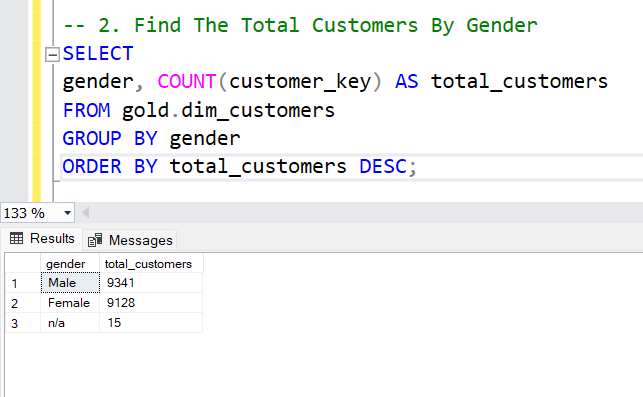 -- 2. Find The Total Customers By Gender
SELECT
gender, COUNT(customer_key) AS total_customers
FROM gold.dim_customers
GROUP BY gender
ORDER BY total_customers DESC;
133 %
Results Messages
gender total_customers
1 Male 9341
2 Female 9128
3 n/a 15